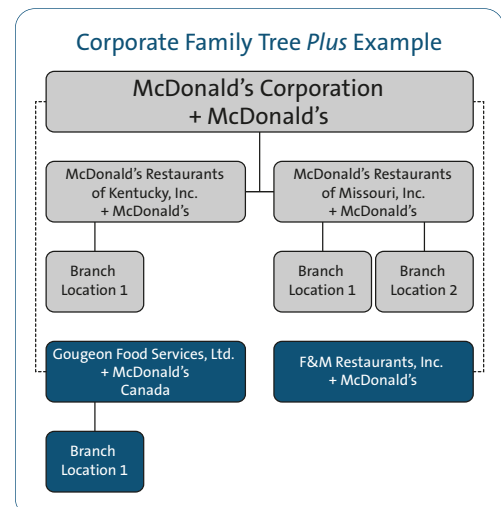 Corporate Family Tree Plus Example
McDonald's Corporation
+ McDonald's
McDonald's Restaurants
of Kentucky, Inc.
+ McDonald's
McDonald's Restaurants
of Missouri, Inc.
+ McDonald's
Branch
Location 1
Branch
Location 1
Branch
Location 2
Gougeon Food Services, Ltd.
+ McDonald's
Canada
F&M Restaurants, Inc.
+ McDonald's
Branch
Location 1